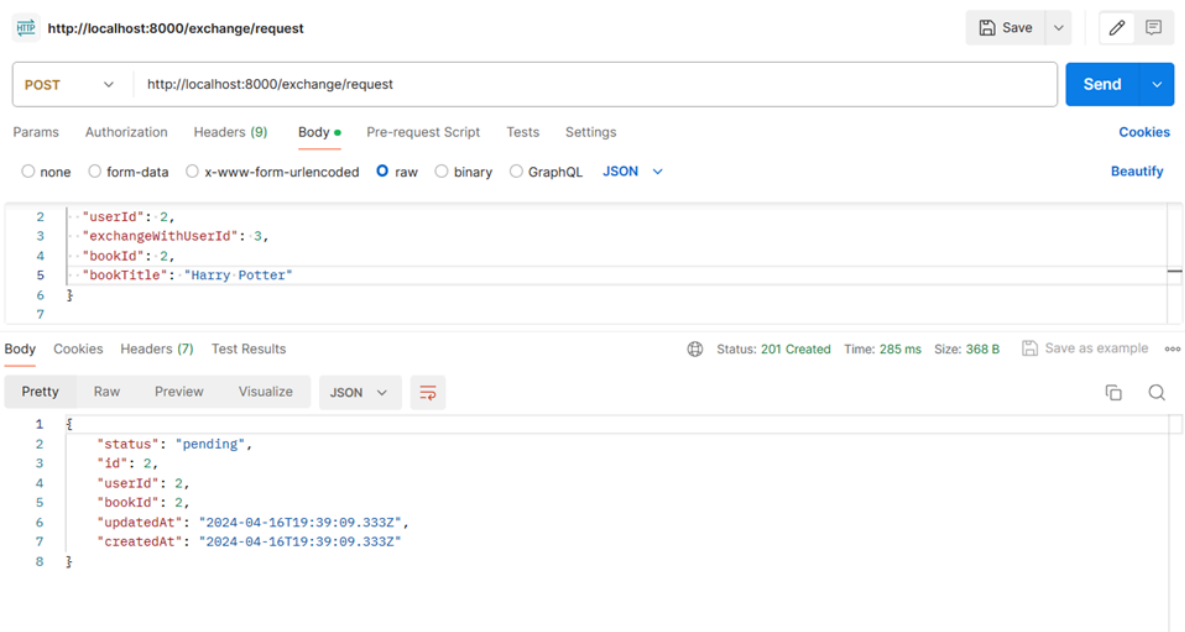 HTTP http://localhost:8000/exchange/request Save
POST http://localhost:8000/exchange/request Send
Params Authorization Headers (9) Body Pre-request Script Tests Settings Cookies
none form-data x-www-form-urlencoded raw binary GraphQL JSON Beautify
2 "userId": 2,
3 "exchangeWithUserId": 3,
4 "bookId": 2,
5 "bookTitle": "Harry Potter"
6 }
7
Body Cookies Headers (7) Test Results Status: 201 Created Time: 285 ms Size: 368 B Save as example
Pretty Raw Preview Visualize JSON
1 {
2 "status": "pending",
3 "id": 2,
4 "userId": 2,
5 "bookId": 2,
6 "updatedAt": "2024-04-16T19:39:09.333Z",
7 "createdAt": "2024-04-16T19:39:09.333Z"
8 }